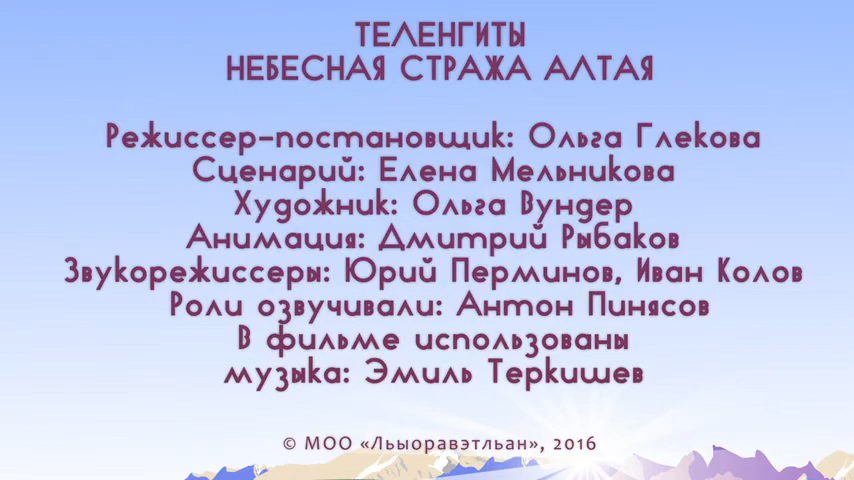 ТЕЛЕНГИТЫ
НЕБЕСНАЯ СТРАЖА АЛТАЯ
Режиссер-постановщик: Ольга Глекова
Сценарий: Елена Мельникова
Художник: Ольга Вундер
Анимация: Дмитрий Рыбаков
Звукорежиссеры: Юрий Перминов, Иван Колов
Роли озвучивали: Антон Пинясов
В фильме использованы
музыка: Эмиль Теркишев
© МОО «Льыоравэтльан», 2016